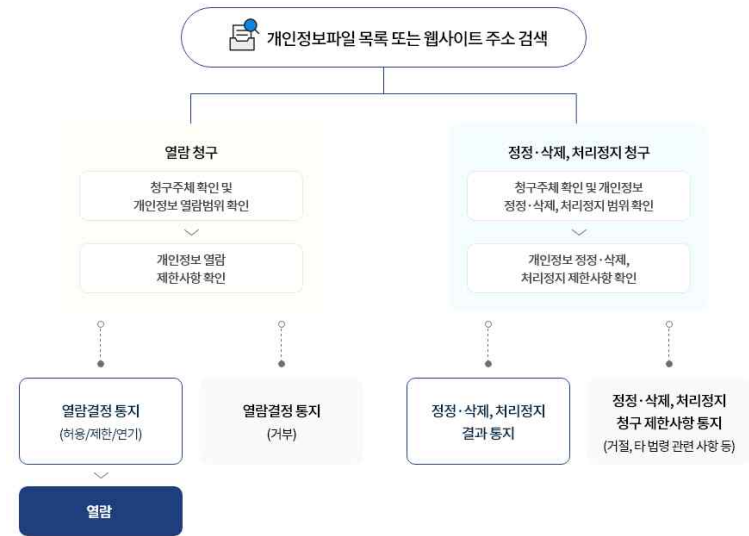 개인정보파일 목록 또는 웹사이트 주소 검색
열람 청구
청구주체 확인 및
개인정보 열람범위 확인
개인정보 열람
제한사항 확인
정정·삭제, 처리정지 청구
청구주체 확인 및 개인정보
정정·삭제, 처리정지 범위 확인
개인정보 정정·삭제,
처리정지 제한사항 확인
열람결정 통지
(허용/제한/연기)
열람
열람결정 통지
(거부)
정정·삭제, 처리정지
결과 통지
정정·삭제, 처리정지
청구 제한사항 통지
(거절, 타 법령 관련 사항 등)